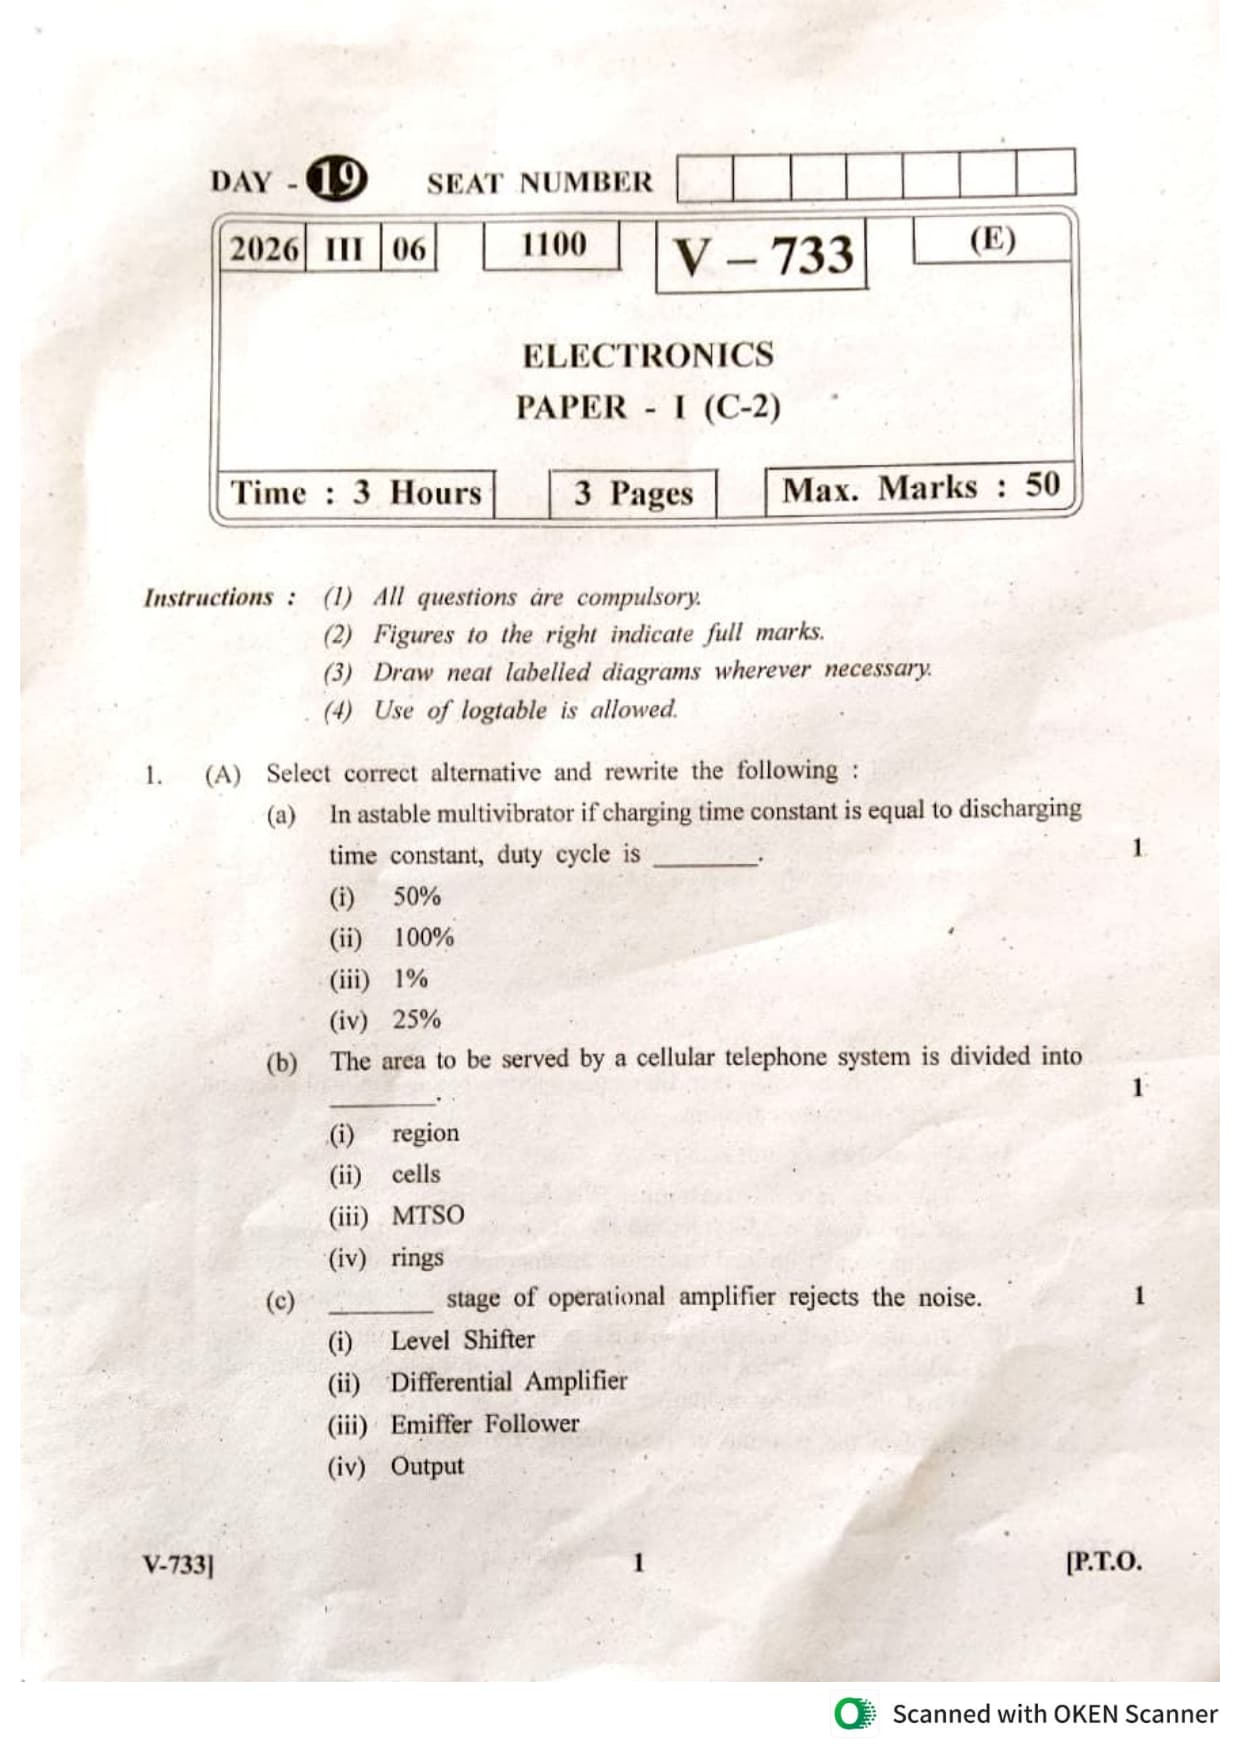 DAY - 19 SEAT NUMBER
2026 III 06 1100 V – 733 (E)
ELECTRONICS
PAPER - I (C-2)
Time : 3 Hours 3 Pages Max. Marks : 50
Instructions : (1) All questions are compulsory.
(2) Figures to the right indicate full marks.
(3) Draw neat labelled diagrams wherever necessary.
(4) Use of logtable is allowed.
1. (A) Select correct alternative and rewrite the following :
(a) In astable multivibrator if charging time constant is equal to discharging
time constant, duty cycle is ________. 1
(i) 50%
(ii) 100%
(iii) 1%
(iv) 25%
(b) The area to be served by a cellular telephone system is divided into
________. 1
(i) region
(ii) cells
(iii) MTSO
(iv) rings
(c) ________ stage of operational amplifier rejects the noise. 1
(i) Level Shifter
(ii) Differential Amplifier
(iii) Emiffer Follower
(iv) Output
V-733] 1 [P.T.O.
Scanned with OKEN Scanner